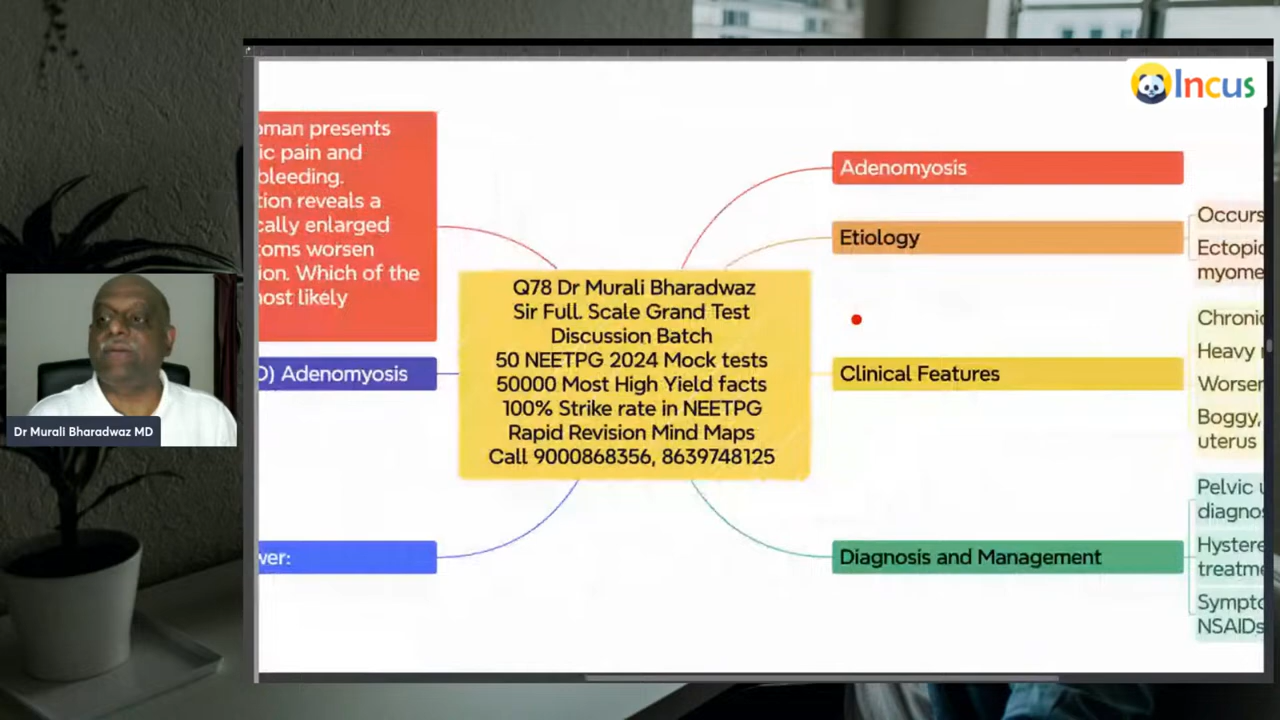 Incus
oman presents
ic pain and
bleeding.
tion reveals a
cally enlarged
toms worsen
ion. Which of the
nost likely
D) Adenomyosis
wer:
Q78 Dr Murali Bharadwaz
Sir Full. Scale Grand Test
Discussion Batch
50 NEETPG 2024 Mock tests
50000 Most High Yield facts
100% Strike rate in NEETPG
Rapid Revision Mind Maps
Call 9000868356, 8639748125
Adenomyosis
Etiology
Occurs
Ectopic
myome
Clinical Features
Chronic
Heavy
Worsen
Boggy,
uterus
Diagnosis and Management
Pelvic u
diagnos
Hystere
treatme
Sympto
NSAIDs
Dr Murali Bharadwaz MD